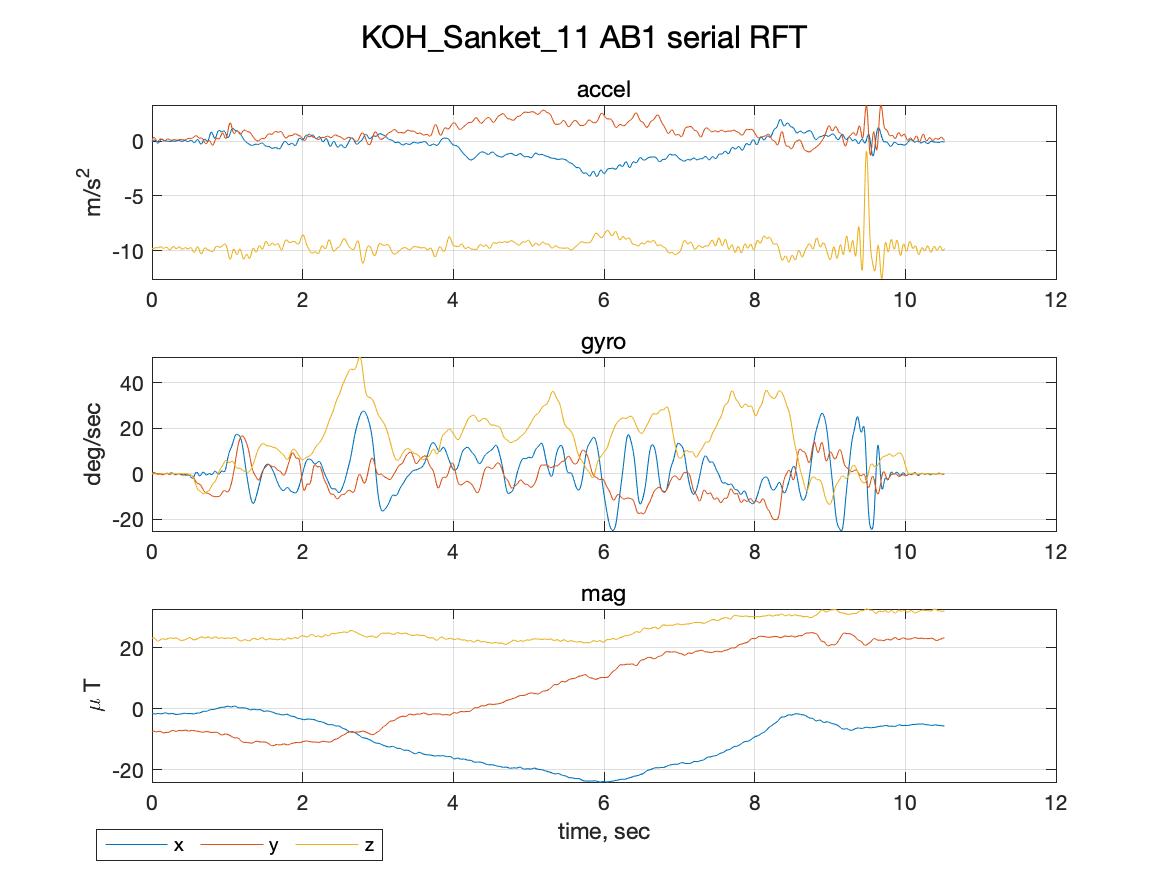 KOH_Sanket_11 AB1 serial RFT
accel
0
-5
-10
m/s2
0 2 4 6 8 10 12
gyro
40
20
0
-20
deg/sec
0 2 4 6 8 10 12
mag
20
0
-20
μ T
0 2 4 6 8 10 12
time, sec
x y z